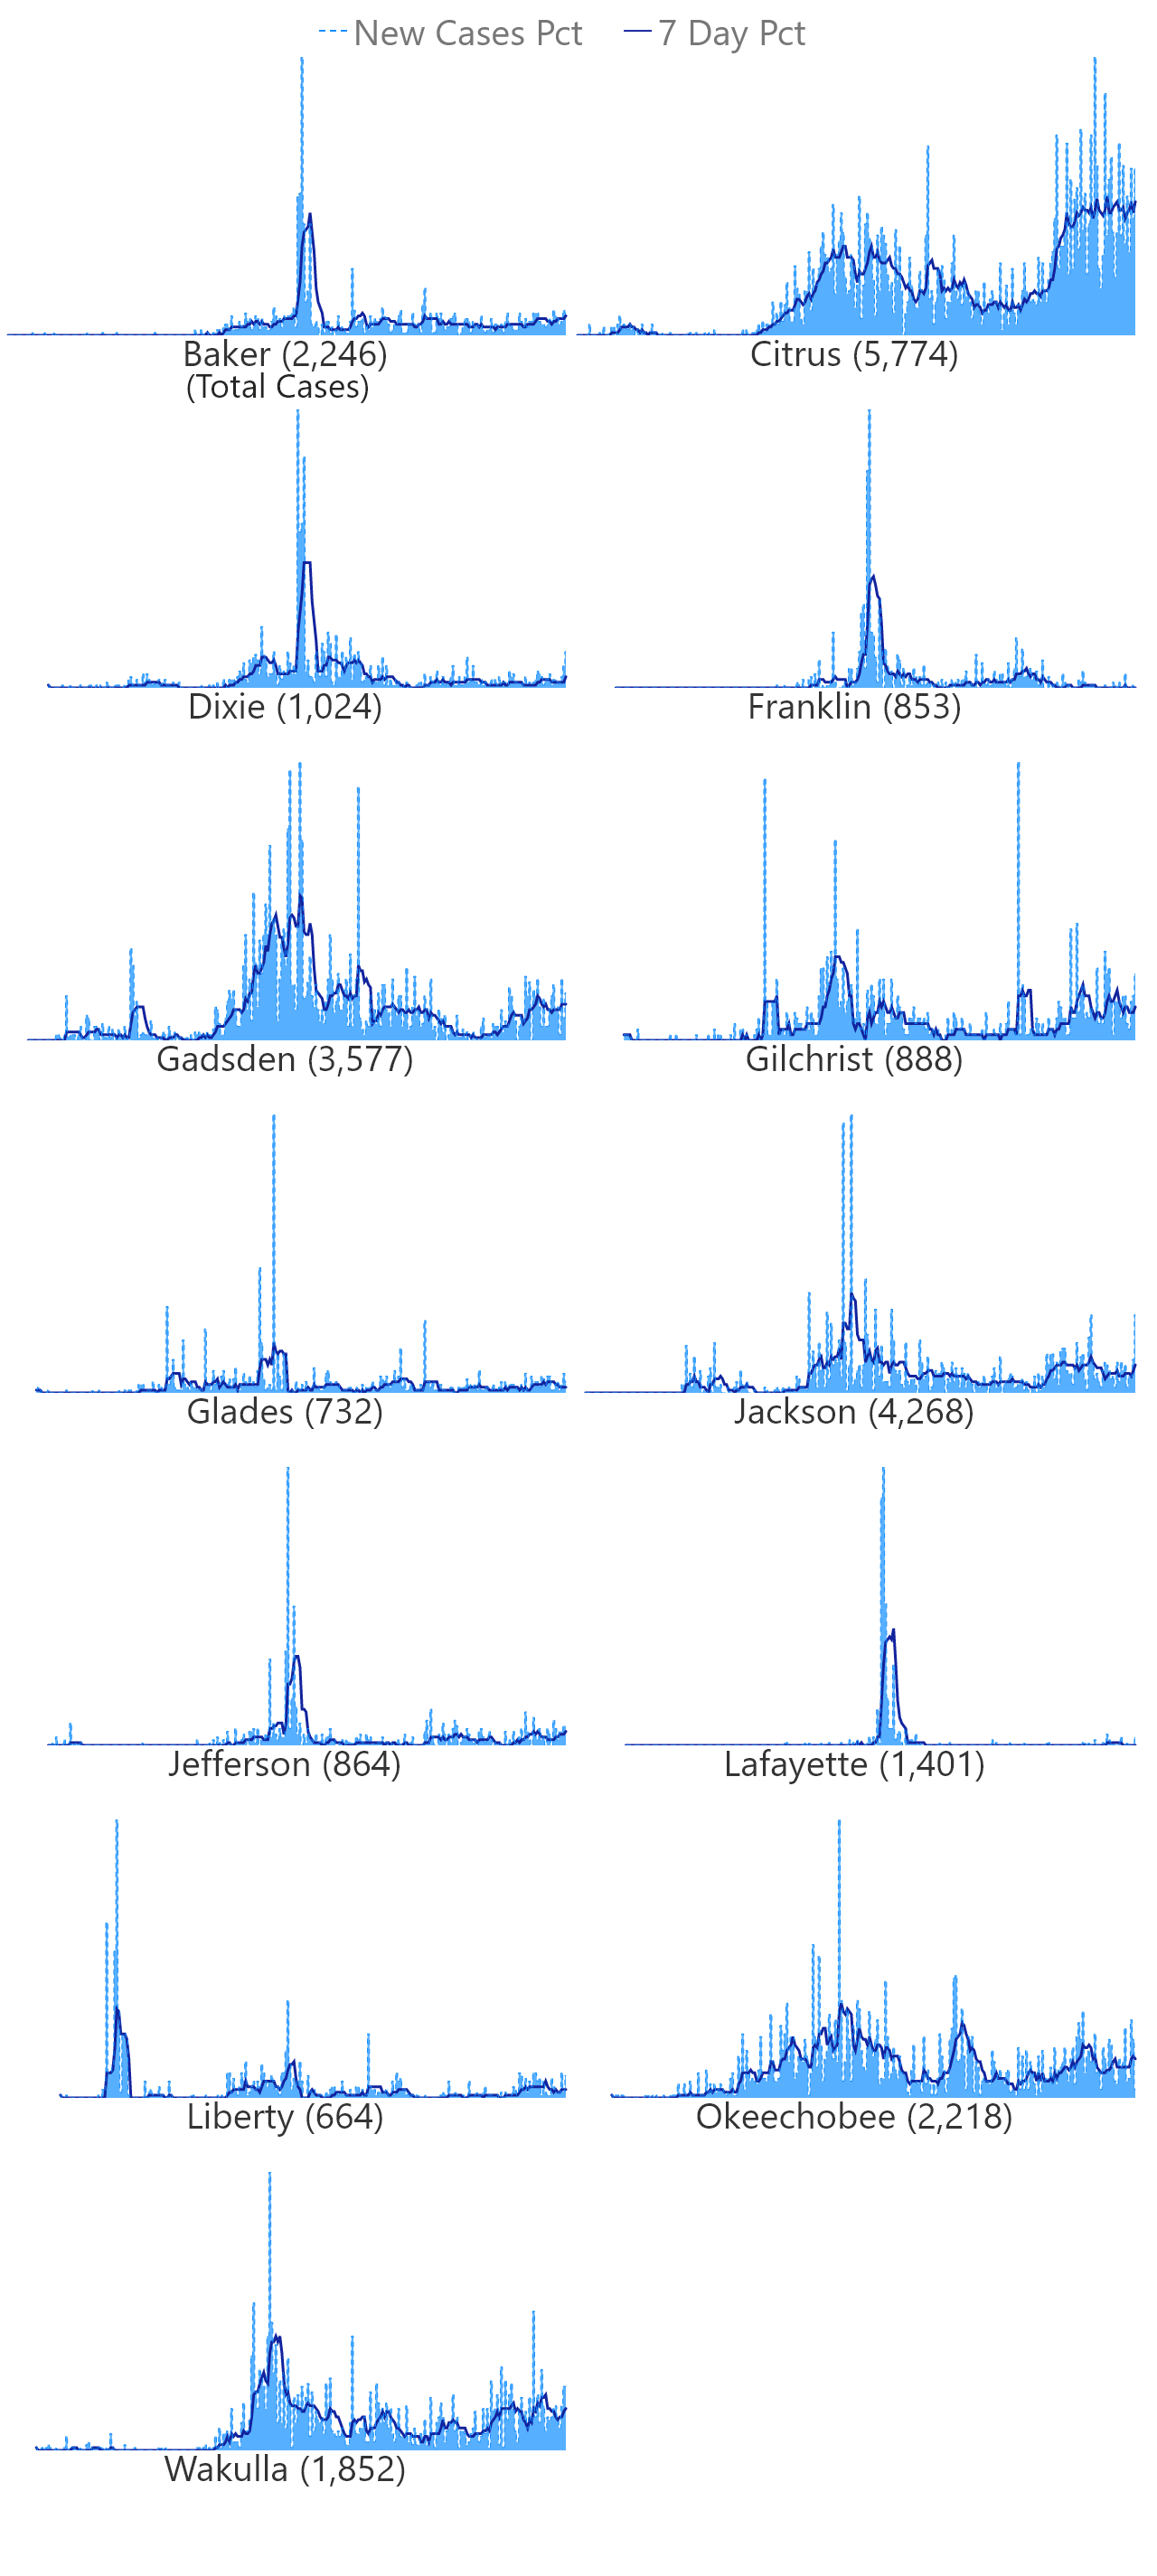 New Cases Pct 7 Day Pct
Baker (2,246) Citrus (5,774)
(Total Cases)
Dixie (1,024) Franklin (853)
Gadsden (3,577) Gilchrist (888)
Glades (732) Jackson (4,268)
Jefferson (864) Lafayette (1,401)
Liberty (664) Okeechobee (2,218)
Wakulla (1,852)